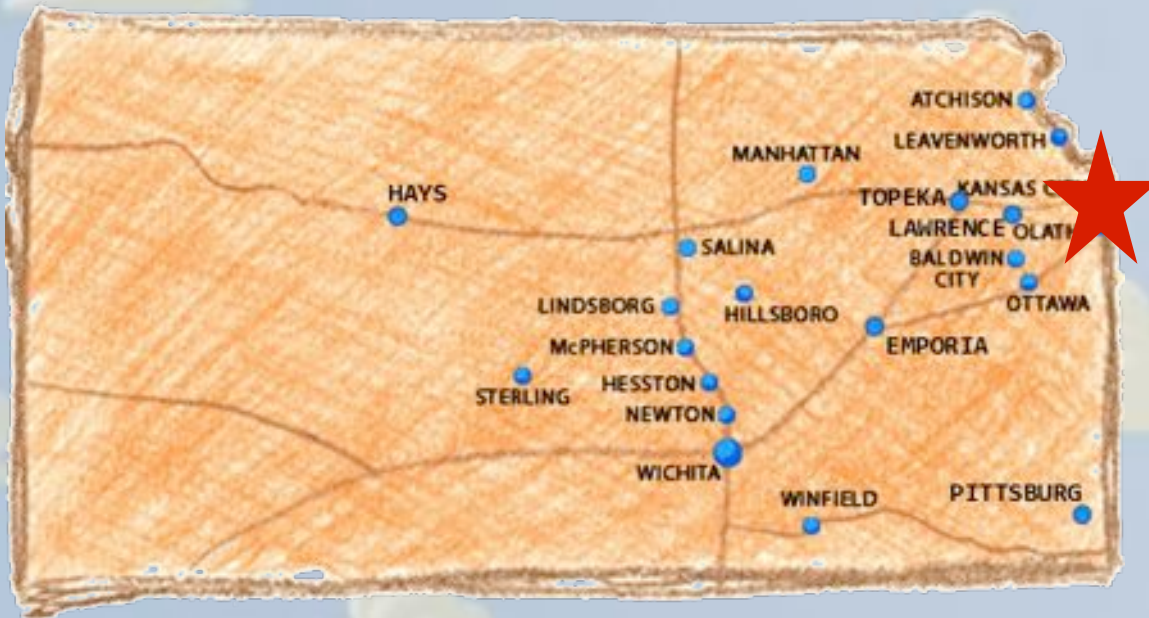 ATCHISON
LEAVENWORTH
MANHATTAN
HAYS
KANSAS
TOPEKA
LAWRENCE
SALINA
BALDWIN
CITY
LINDSBORG
HILLSBORO
OTTAWA
McPHERSON
EMPORIA
HESSTON
STERLING
NEWTON
WICHITA
WINFIELD
PITTSBURG